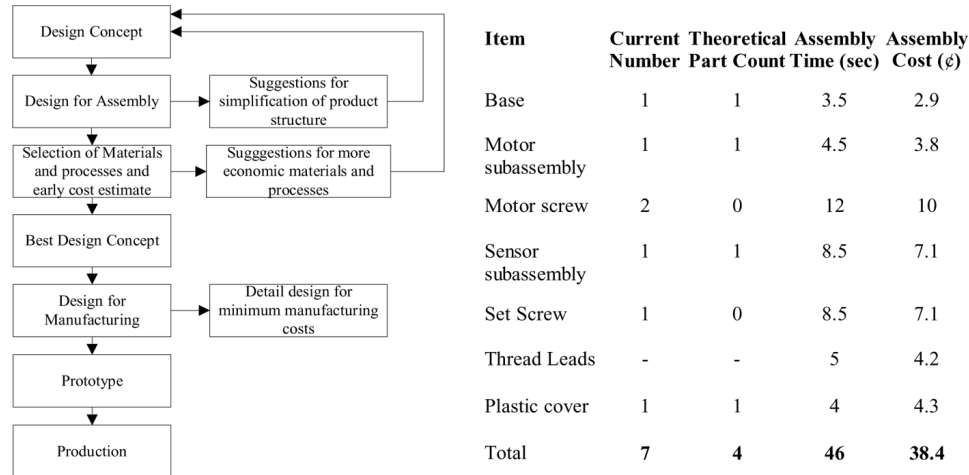 Design Concept
Design for Assembly
Suggestions for
simplification of product
structure
Selection of Materials
and processes and
early cost estimate
Sugggestions for more
economic materials and
processes
Best Design Concept
Design for
Manufacturing
Detail design for
minimum manufacturing
costs
Prototype
Production
Item Current Theoretical Assembly Assembly
Number Part Count Time (sec) Cost (¢)
Base 1 1 3.5 2.9
Motor 1 1 4.5 3.8
subassembly
Motor screw 2 0 12 10
Sensor 1 1 8.5 7.1
subassembly
Set Screw 1 0 8.5 7.1
Thread Leads - - 5 4.2
Plastic cover 1 1 4 4.3
Total 7 4 46 38.4